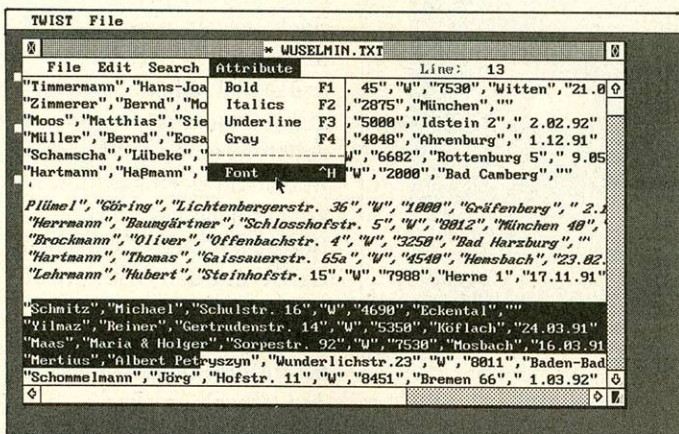 TWIST File
* WUSELMIN.TXT
File Edit Search Attribute Line: 13
"Timmermann","Hans-Joa Bold F1 . 45","W","7530","Witten","21.0
"Zimmerer","Bernd","Mo Italics F2 ","2875","München",""
"Moos","Matthias","Sie Underline F3 ","5000","Idstein 2"," 2.02.92"
"Müller","Bernd","Eosa Gray F4 ","4048","Ahrenburg"," 1.12.91"
"Schamscha","Lübeke"," W","6682","Rottenburg 5"," 9.05
"Hartmann","Haβmann"," Font ^H "W","2000","Bad Camberg",""
Plümel","Göring","Lichtenbergerstr. 36","W","1000","Gräfenberg"," 2.1
"Herrmann","Baumgärtner","Schlosshofstr. 5","W","8012","München 40",
"Brockmann","Oliver","Offenbachstr. 4","W","3250","Bad Harzburg",""
"Hartmann","Thomas","Gaissauerstr. 65a","W","4540","Hemsbach","23.02.
"Lehrmann","Hubert","Steinhofstr. 15","W","7988","Herne 1","17.11.91"
"Schmitz","Michael","Schulstr. 16","W","4690","Eckental",""
"Yilmaz","Reiner","Gertrudenstr. 14","W","5350","Köflach","24.03.91"
"Maas","Maria & Holger","Sorpestr. 92","W","7530","Mosbach","16.03.91
"Mertius","Albert Petryszyn","Wunderlichstr.23","W","8011","Baden-Bad
"Schommelmann","Jörg","Hofstr. 11","W","8451","Bremen 66"," 1.03.92"